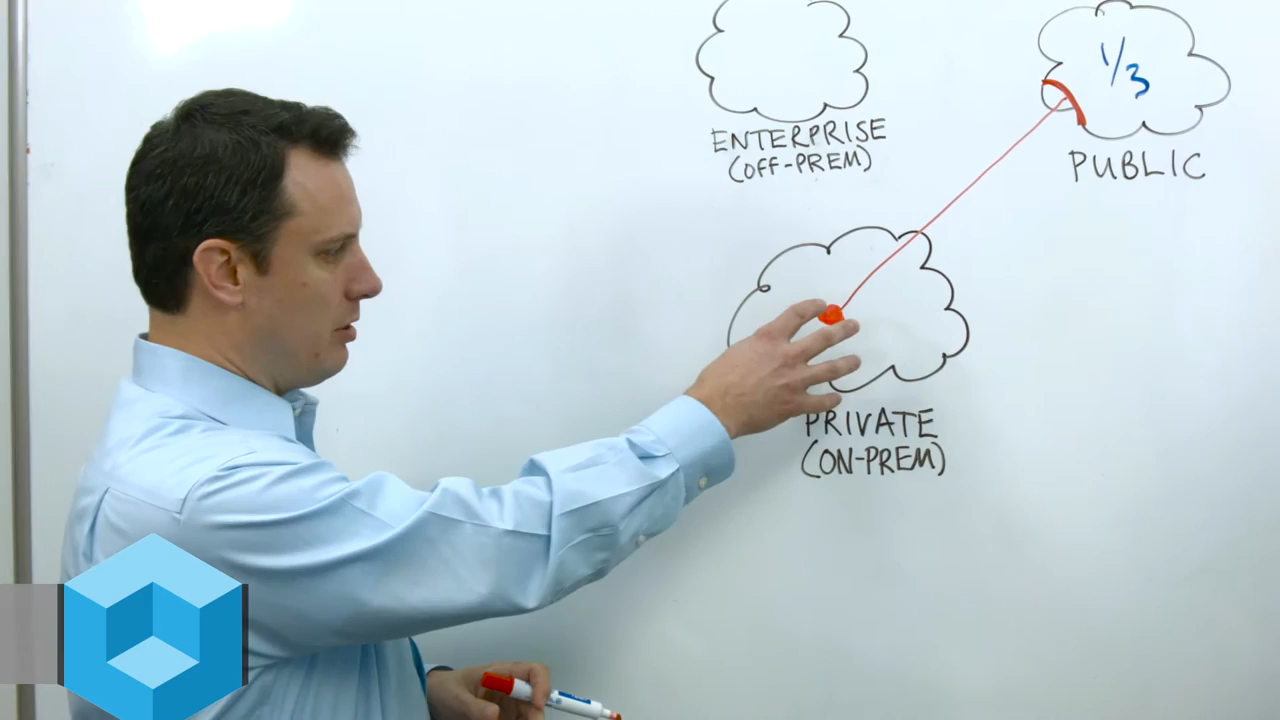 1/3
ENTERPRISE
(OFF-PREM)
PUBLIC
PRIVATE
(ON-PREM)